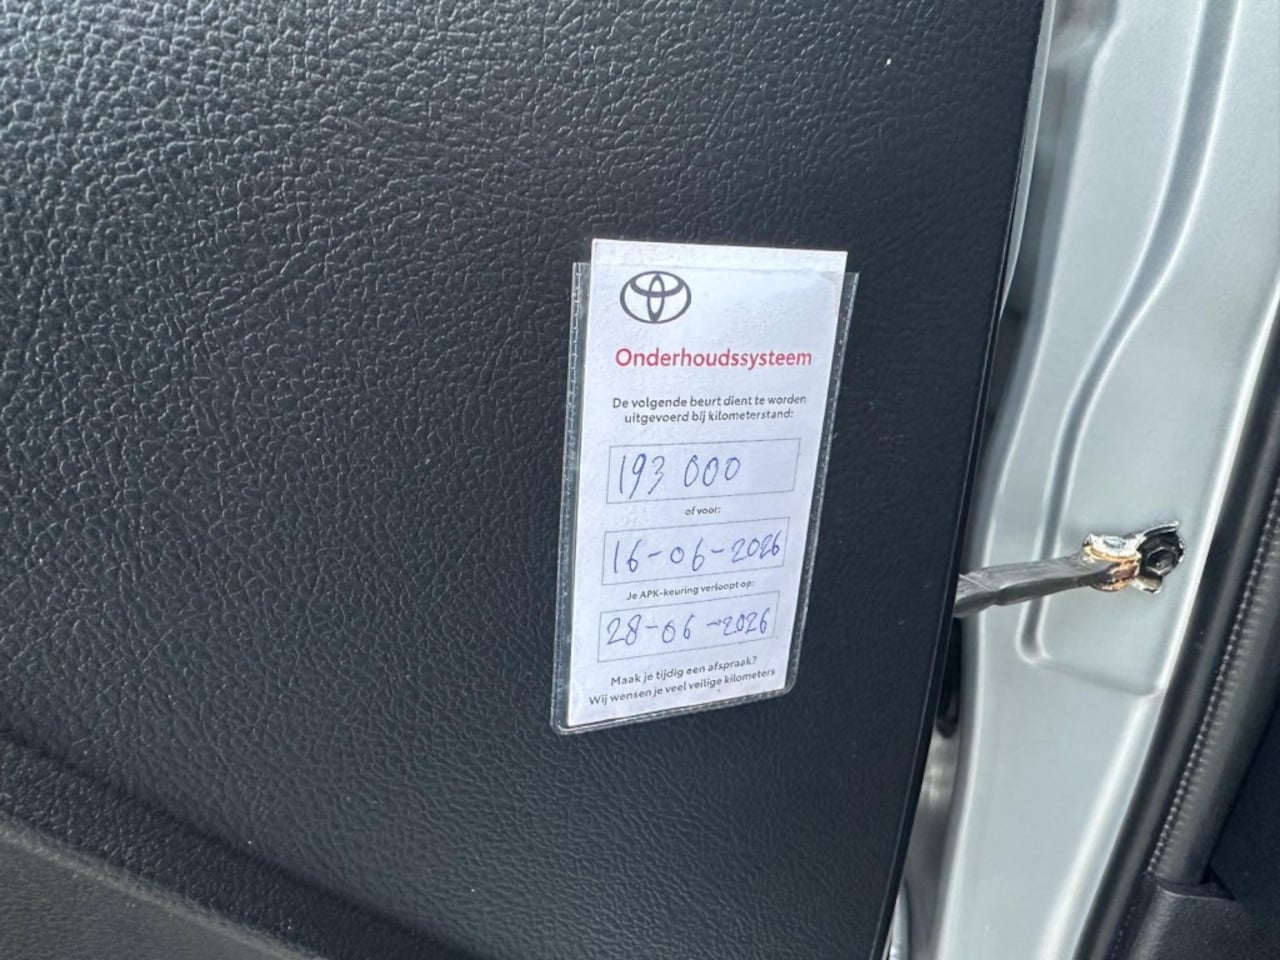 Onderhoudssysteem
De volgende beurt dient te worden
uitgevoerd bij kilometerstand:
193 000
of voor:
16-06-2026
Je APK-keuring verloopt op:
28-06-2026
Maak je tijdig een afspraak?
Wij wensen je veel veilige kilometers